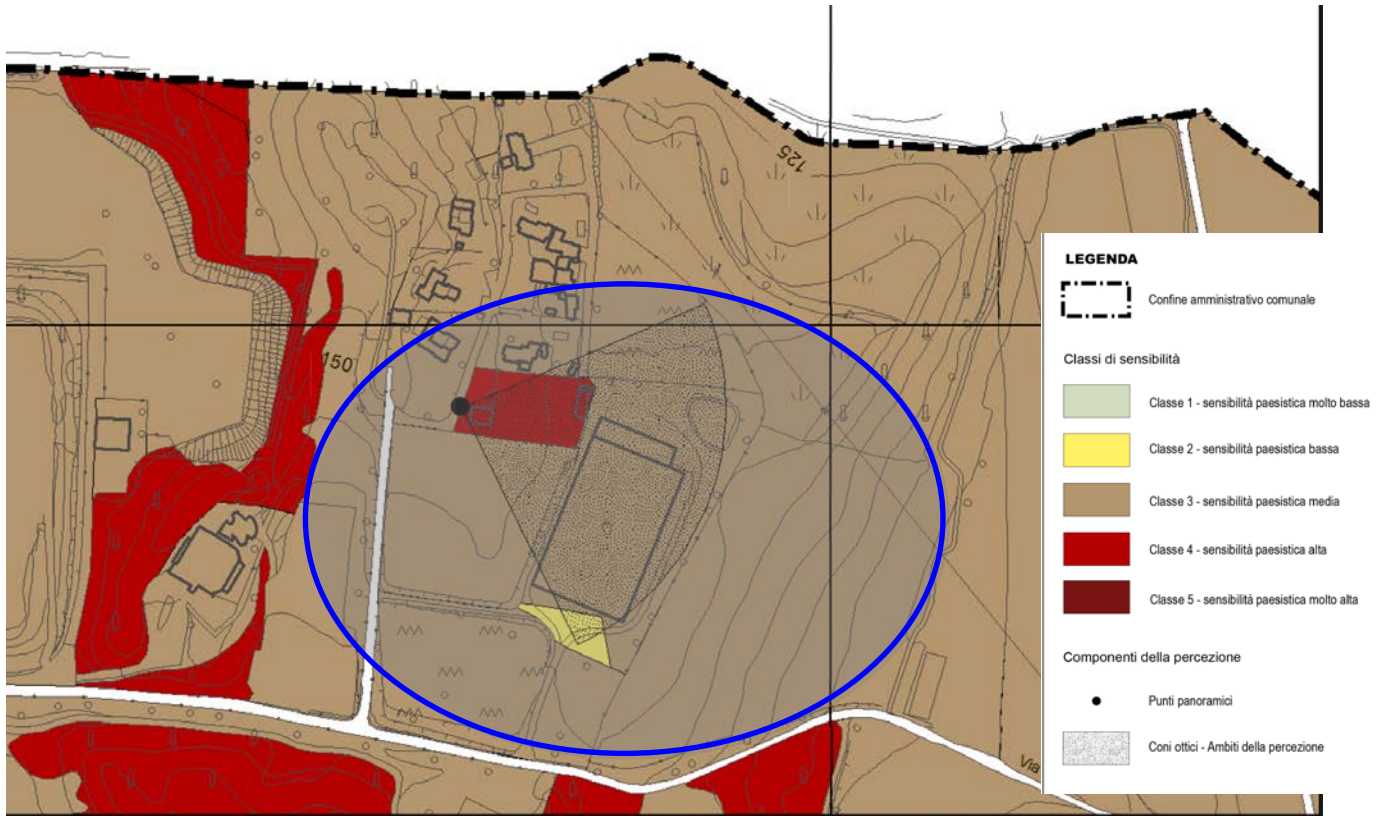 125
150
LEGENDA
Confine amministrativo comunale
Classi di sensibilità
Classe 1 - sensibilità paesistica molto bassa
Classe 2 - sensibilità paesistica bassa
Classe 3 - sensibilità paesistica media
Classe 4 - sensibilità paesistica alta
Classe 5 - sensibilità paesistica molto alta
Componenti della percezione
Punti panoramici
Coni ottici - Ambiti della percezione
Via